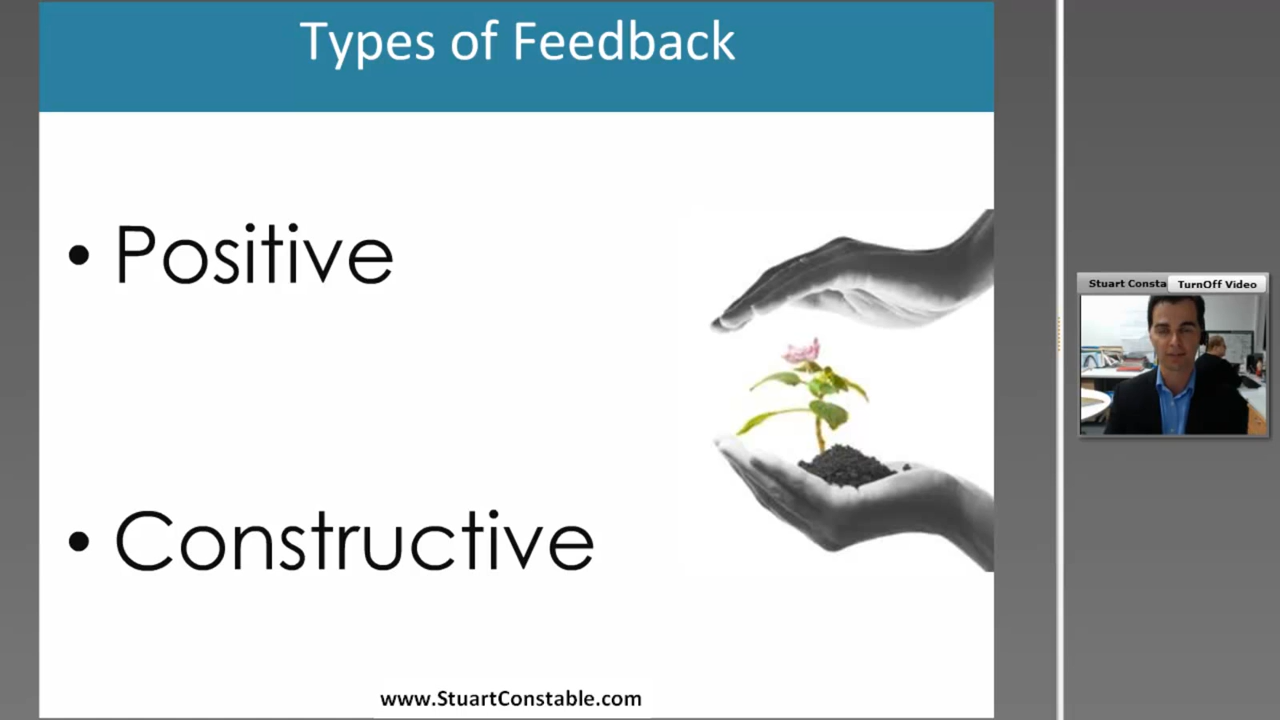 Types of Feedback
• Positive
• Constructive
www.StuartConstable.com
Stuart Consta
TurnOff Video